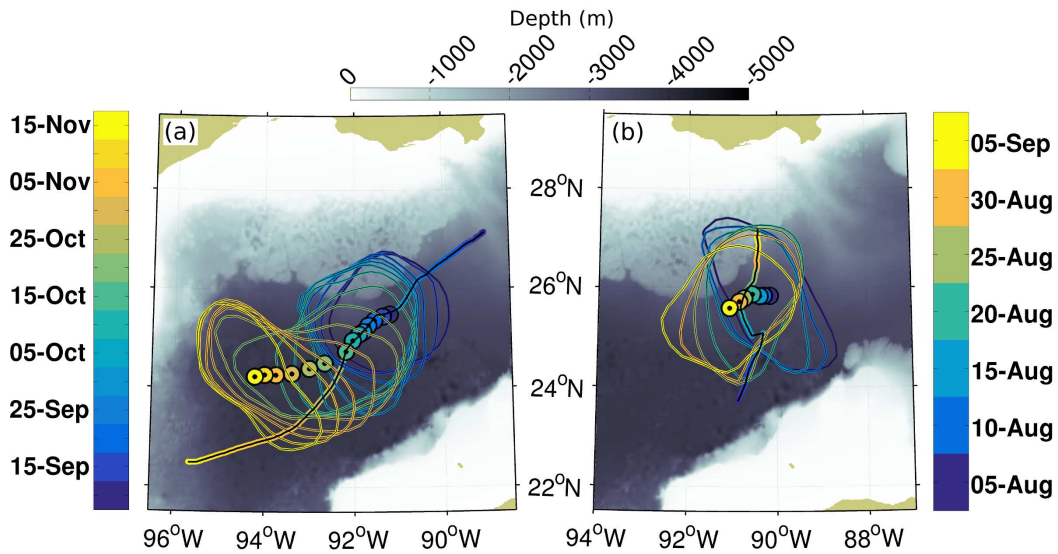 Depth (m)
0 -1000 -2000 -3000 -4000 -5000
15-Nov
05-Nov
25-Oct
15-Oct
05-Oct
25-Sep
15-Sep
(a)
96°W 94°W 92°W 90°W
28°N
26°N
24°N
22°N
(b)
94°W 92°W 90°W 88°W
05-Sep
30-Aug
25-Aug
20-Aug
15-Aug
10-Aug
05-Aug